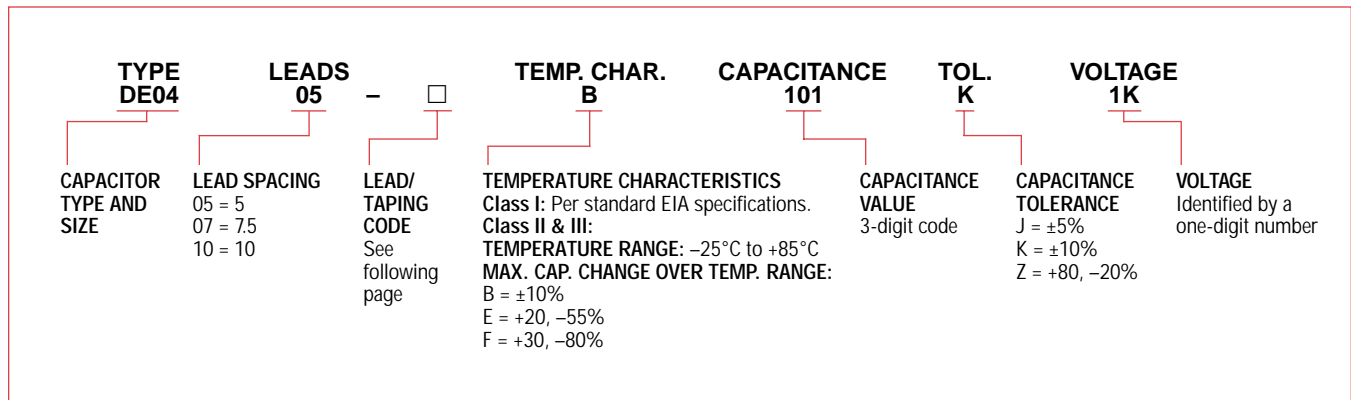 TYPE LEADS TEMP. CHAR. CAPACITANCE TOL. VOLTAGE
DE04 05 – □ B 101 K 1K
CAPACITOR
TYPE AND
SIZE
LEAD SPACING
05 = 5
07 = 7.5
10 = 10
LEAD/
TAPING
CODE
See
following
page
TEMPERATURE CHARACTERISTICS
Class I: Per standard EIA specifications.
Class II & III:
TEMPERATURE RANGE: –25°C to +85°C
MAX. CAP. CHANGE OVER TEMP. RANGE:
B = ±10%
E = +20, –55%
F = +30, –80%
CAPACITANCE
VALUE
3-digit code
CAPACITANCE
TOLERANCE
J = ±5%
K = ±10%
Z = +80, –20%
VOLTAGE
Identified by a
one-digit number